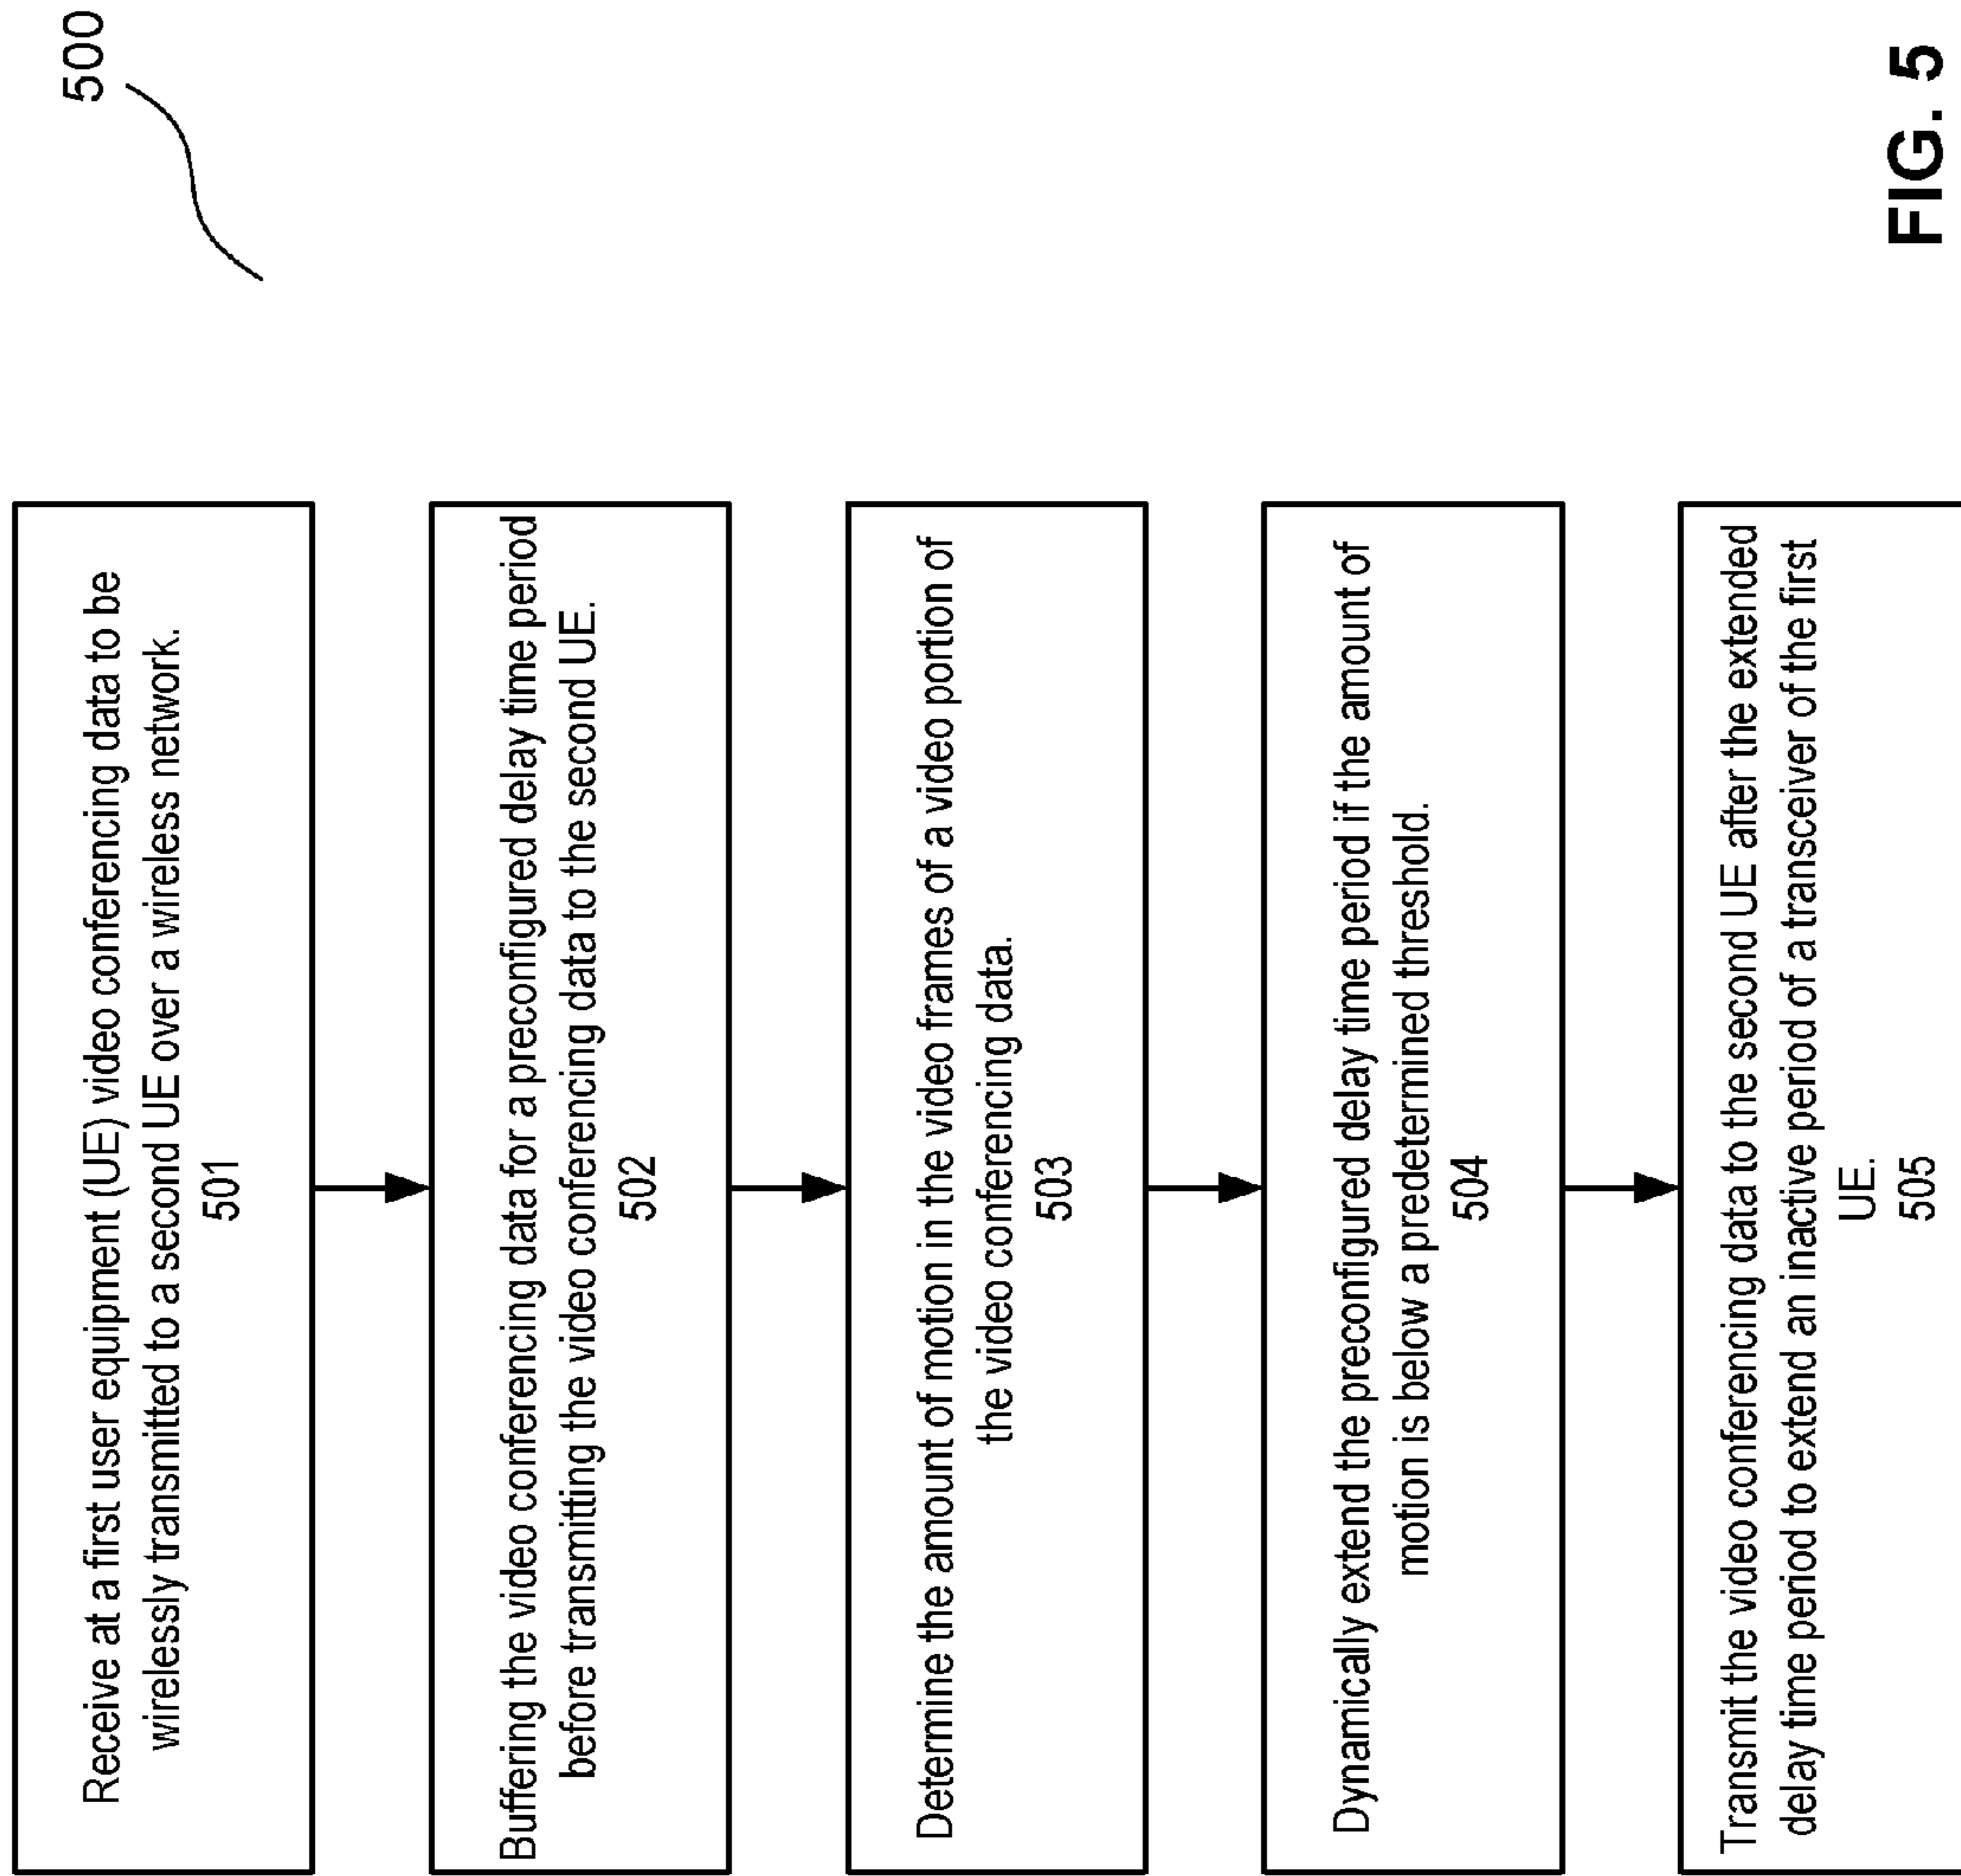 500
Receive at a first user equipment (UE) video conferencing data to be
wirelessly transmitted to a second UE over a wireless network.
501
Buffering the video conferencing data for a preconfigured delay time period
before transmitting the video conferencing data to the second UE.
502
Determine the amount of motion in the video frames of a video portion of
the video conferencing data.
503
Dynamically extend the preconfigured delay time period if the amount of
motion is below a predetermined threshold.
504
Transmit the video conferencing data to the second UE after the extended
delay time period to extend an inactive period of a transceiver of the first
UE.
505
FIG. 5